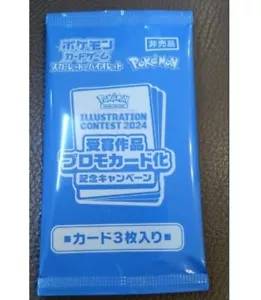 ポケモン
カードゲーム
スカーレット&バイオレット
非売品
POKÉMON
Pokémon
ILLUSTRATION
CONTEST 2024
受賞作品
プロモカード化
記念キャンペーン
■カード3枚入り■